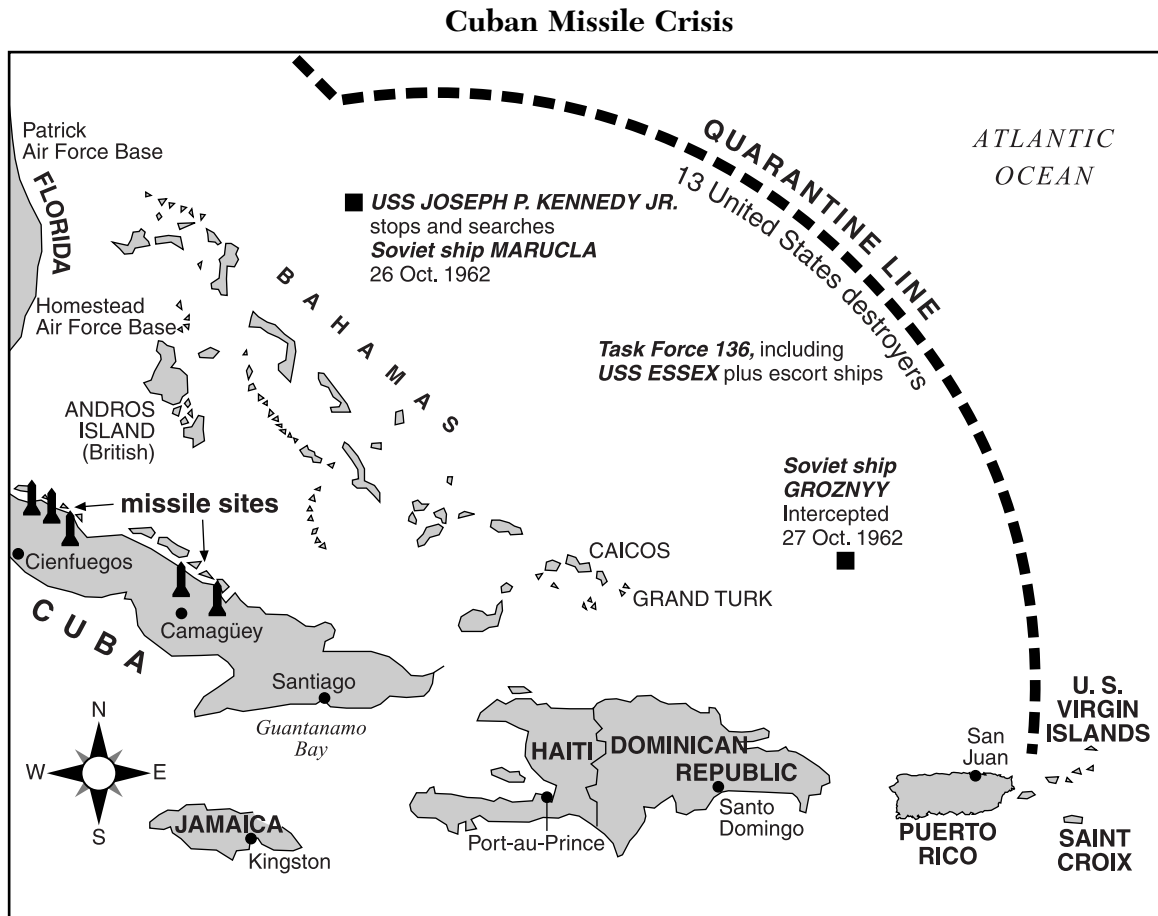 Cuban Missile Crisis
Patrick
Air Force Base
FLORIDA
Homestead
Air Force Base
ANDROS
ISLAND
(British)
BAHAMAS
USS JOSEPH P. KENNEDY JR.
stops and searches
Soviet ship MARUCLA
26 Oct. 1962
QUARANTINE LINE
13 United States destroyers
ATLANTIC
OCEAN
Task Force 136, including
USS ESSEX plus escort ships
Soviet ship
GROZNYY
Intercepted
27 Oct. 1962
missile sites
Cienfuegos
CUBA
Camagüey
Santiago
Guantanamo
Bay
CAICOS
GRAND TURK
N
W
E
S
JAMAICA
Kingston
HAITI
Port-au-Prince
DOMINICAN
REPUBLIC
Santo
Domingo
San
Juan
PUERTO
RICO
U. S.
VIRGIN
ISLANDS
SAINT
CROIX